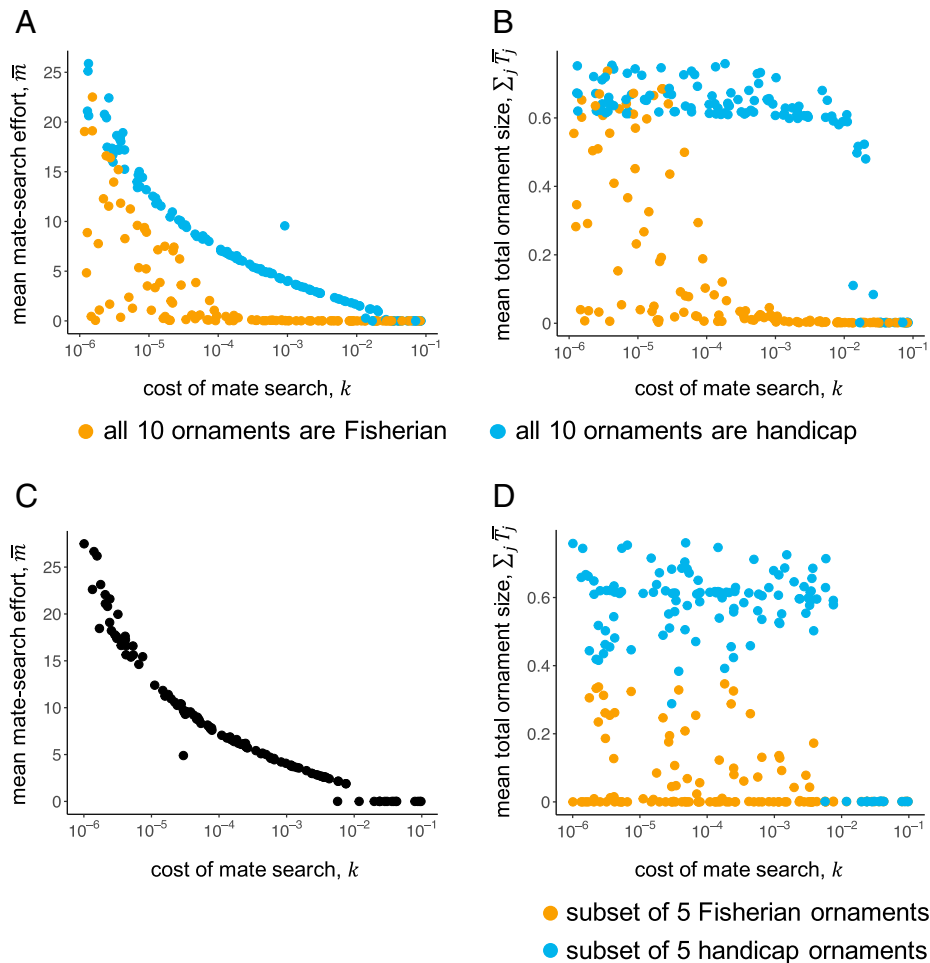 A
mean mate-search effort, m̅
25
20
15
10
5
0
10⁻⁶ 10⁻⁵ 10⁻⁴ 10⁻³ 10⁻² 10⁻¹
cost of mate search, k
B
mean total ornament size, Σⱼ T̿ⱼ
0.6
0.4
0.2
0
10⁻⁶ 10⁻⁵ 10⁻⁴ 10⁻³ 10⁻² 10⁻¹
cost of mate search, k
all 10 ornaments are Fisherian
all 10 ornaments are handicap
C
mean mate-search effort, m̅
25
20
15
10
5
0
10⁻⁶ 10⁻⁵ 10⁻⁴ 10⁻³ 10⁻² 10⁻¹
cost of mate search, k
D
mean total ornament size, Σⱼ T̿ⱼ
0.6
0.4
0.2
0
10⁻⁶ 10⁻⁵ 10⁻⁴ 10⁻³ 10⁻² 10⁻¹
cost of mate search, k
subset of 5 Fisherian ornaments
subset of 5 handicap ornaments